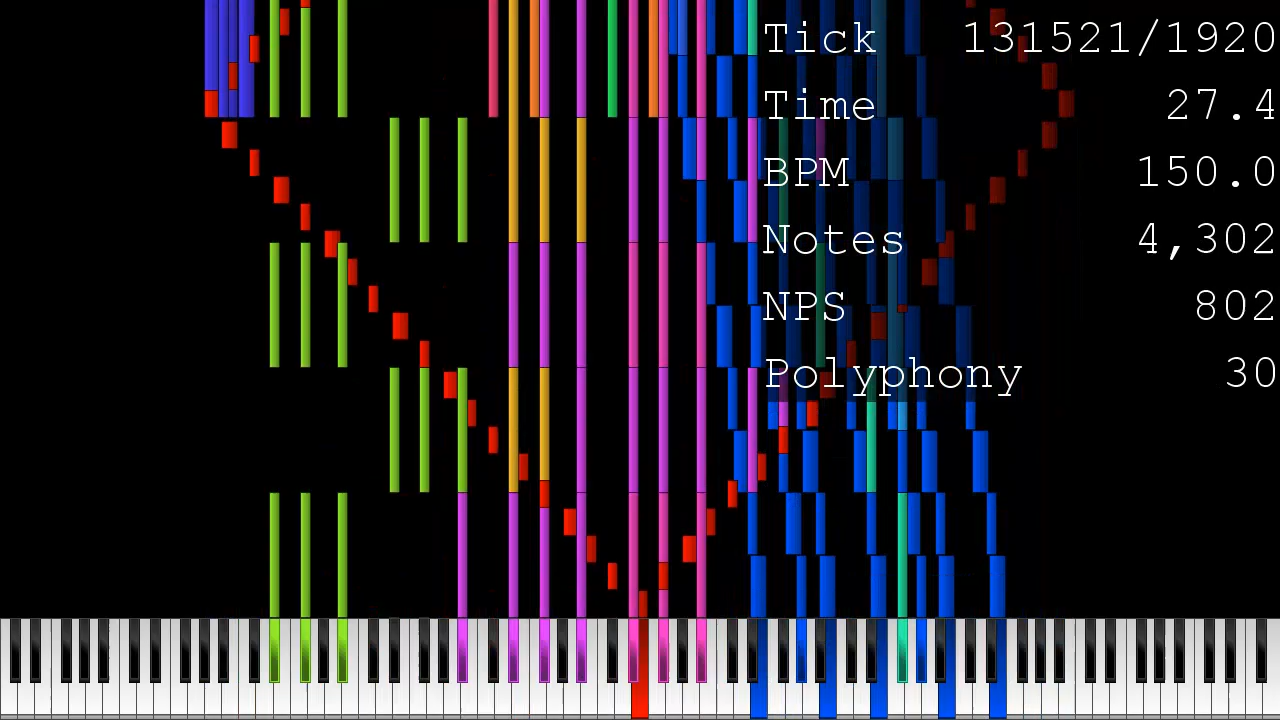 Tick 131521/1920
Time 27.4
BPM 150.0
Notes 4,302
NPS 802
Polyphony 30